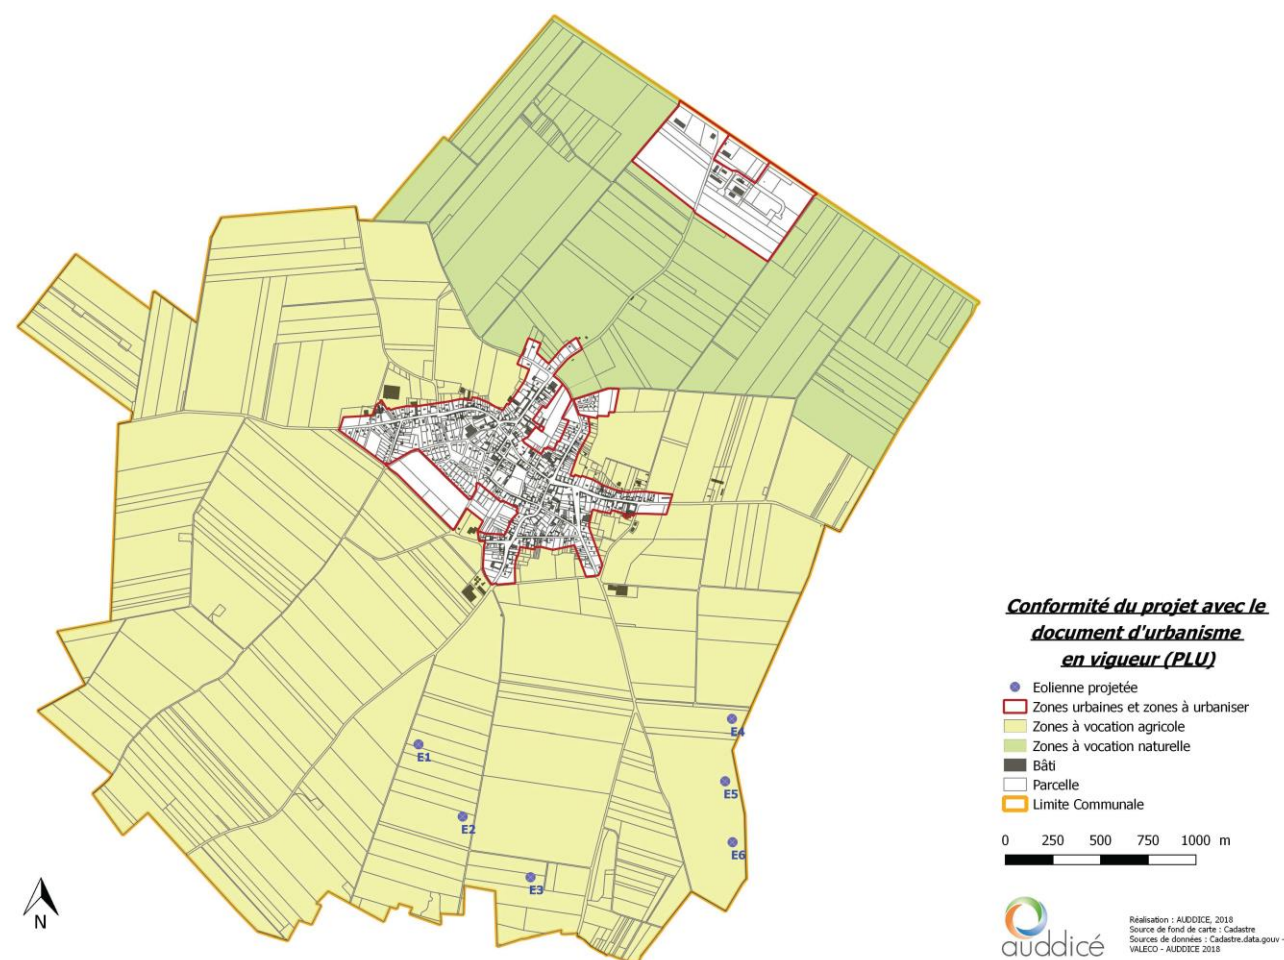 Conformité du projet avec le
document d'urbanisme
en vigueur (PLU)
Eolienne projetée
Zones urbaines et zones à urbaniser
Zones à vocation agricole
Zones à vocation naturelle
Bâti
Parcelle
Limite Communale
0 250 500 750 1000 m
E1
E2
E3
E4
E5
E6
N
auddicé
Réalisation : AUDDICE, 2018
Source de fond de carte : Cadastre
Sources de données : Cadastre.data.gouv -
VALECO - AUDDICE 2018